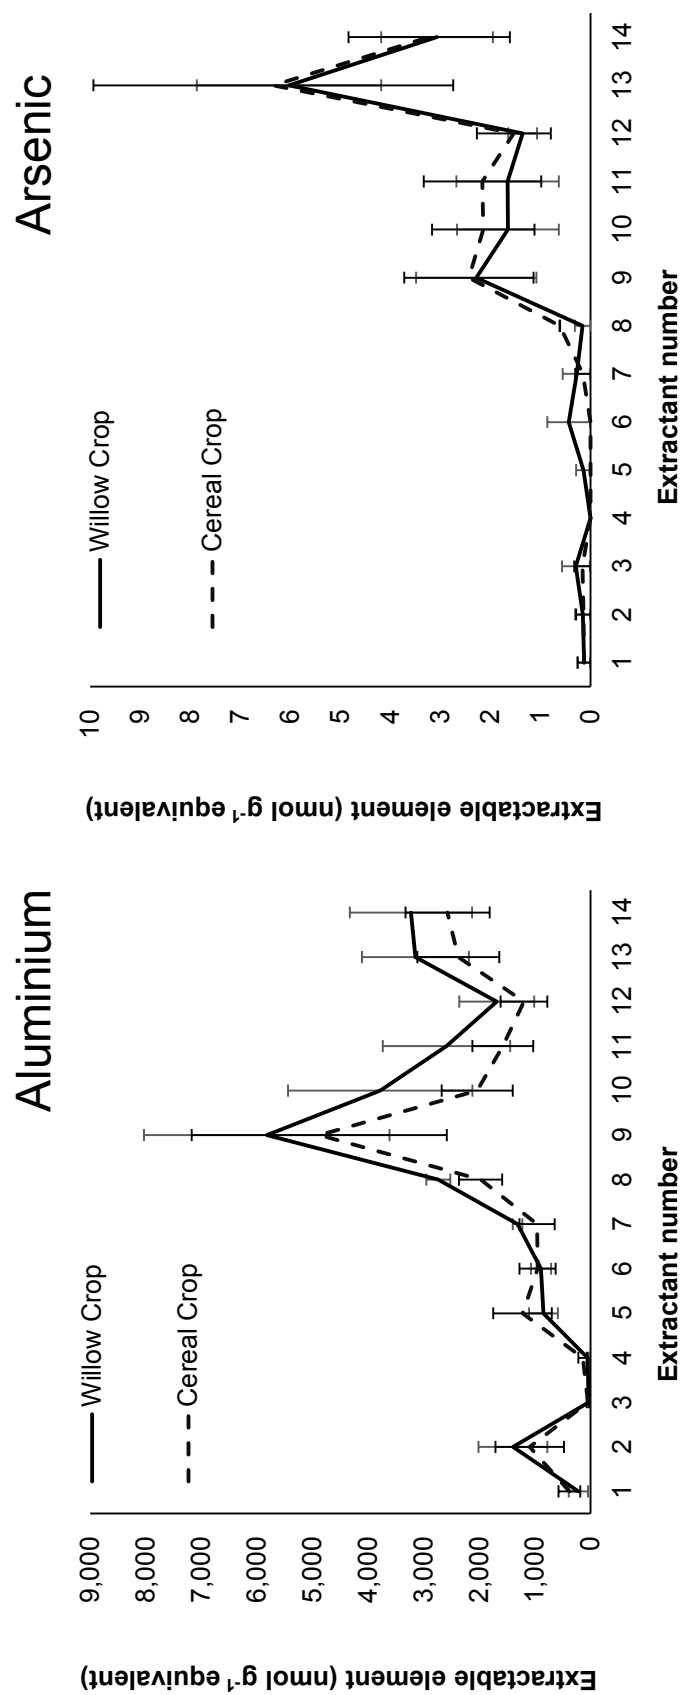 Aluminium
Extractable element (nmol g⁻¹ equivalent)
9,000
8,000
7,000
6,000
5,000
4,000
3,000
2,000
1,000
0
Willow Crop
Cereal Crop
1 2 3 4 5 6 7 8 9 10 11 12 13 14
Extractant number
Arsenic
Extractable element (nmol g⁻¹ equivalent)
10
9
8
7
6
5
4
3
2
1
0
Willow Crop
Cereal Crop
1 2 3 4 5 6 7 8 9 10 11 12 13 14
Extractant number